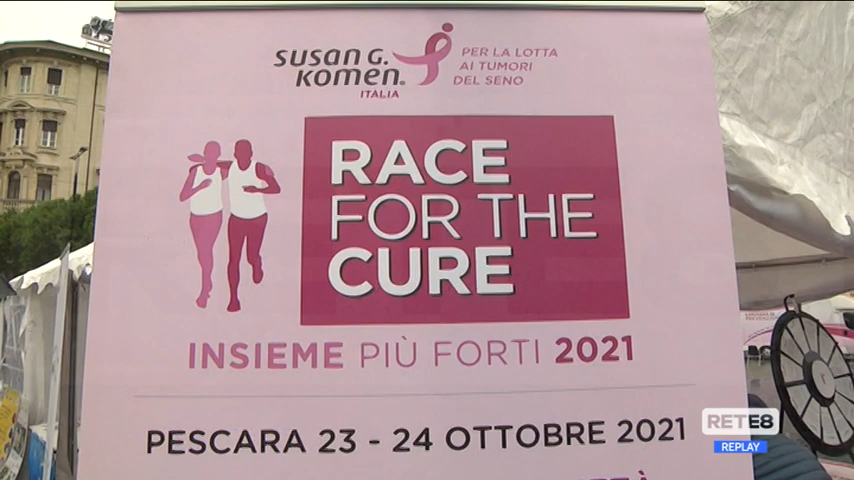 SUSAN G.
KOMEN®
ITALIA
PER LA LOTTA
AI TUMORI
DEL SENO
RACE
FOR THE
CURE
INSIEME PIÙ FORTI 2021
PESCARA 23 - 24 OTTOBRE 2021
RETE8
REPLAY